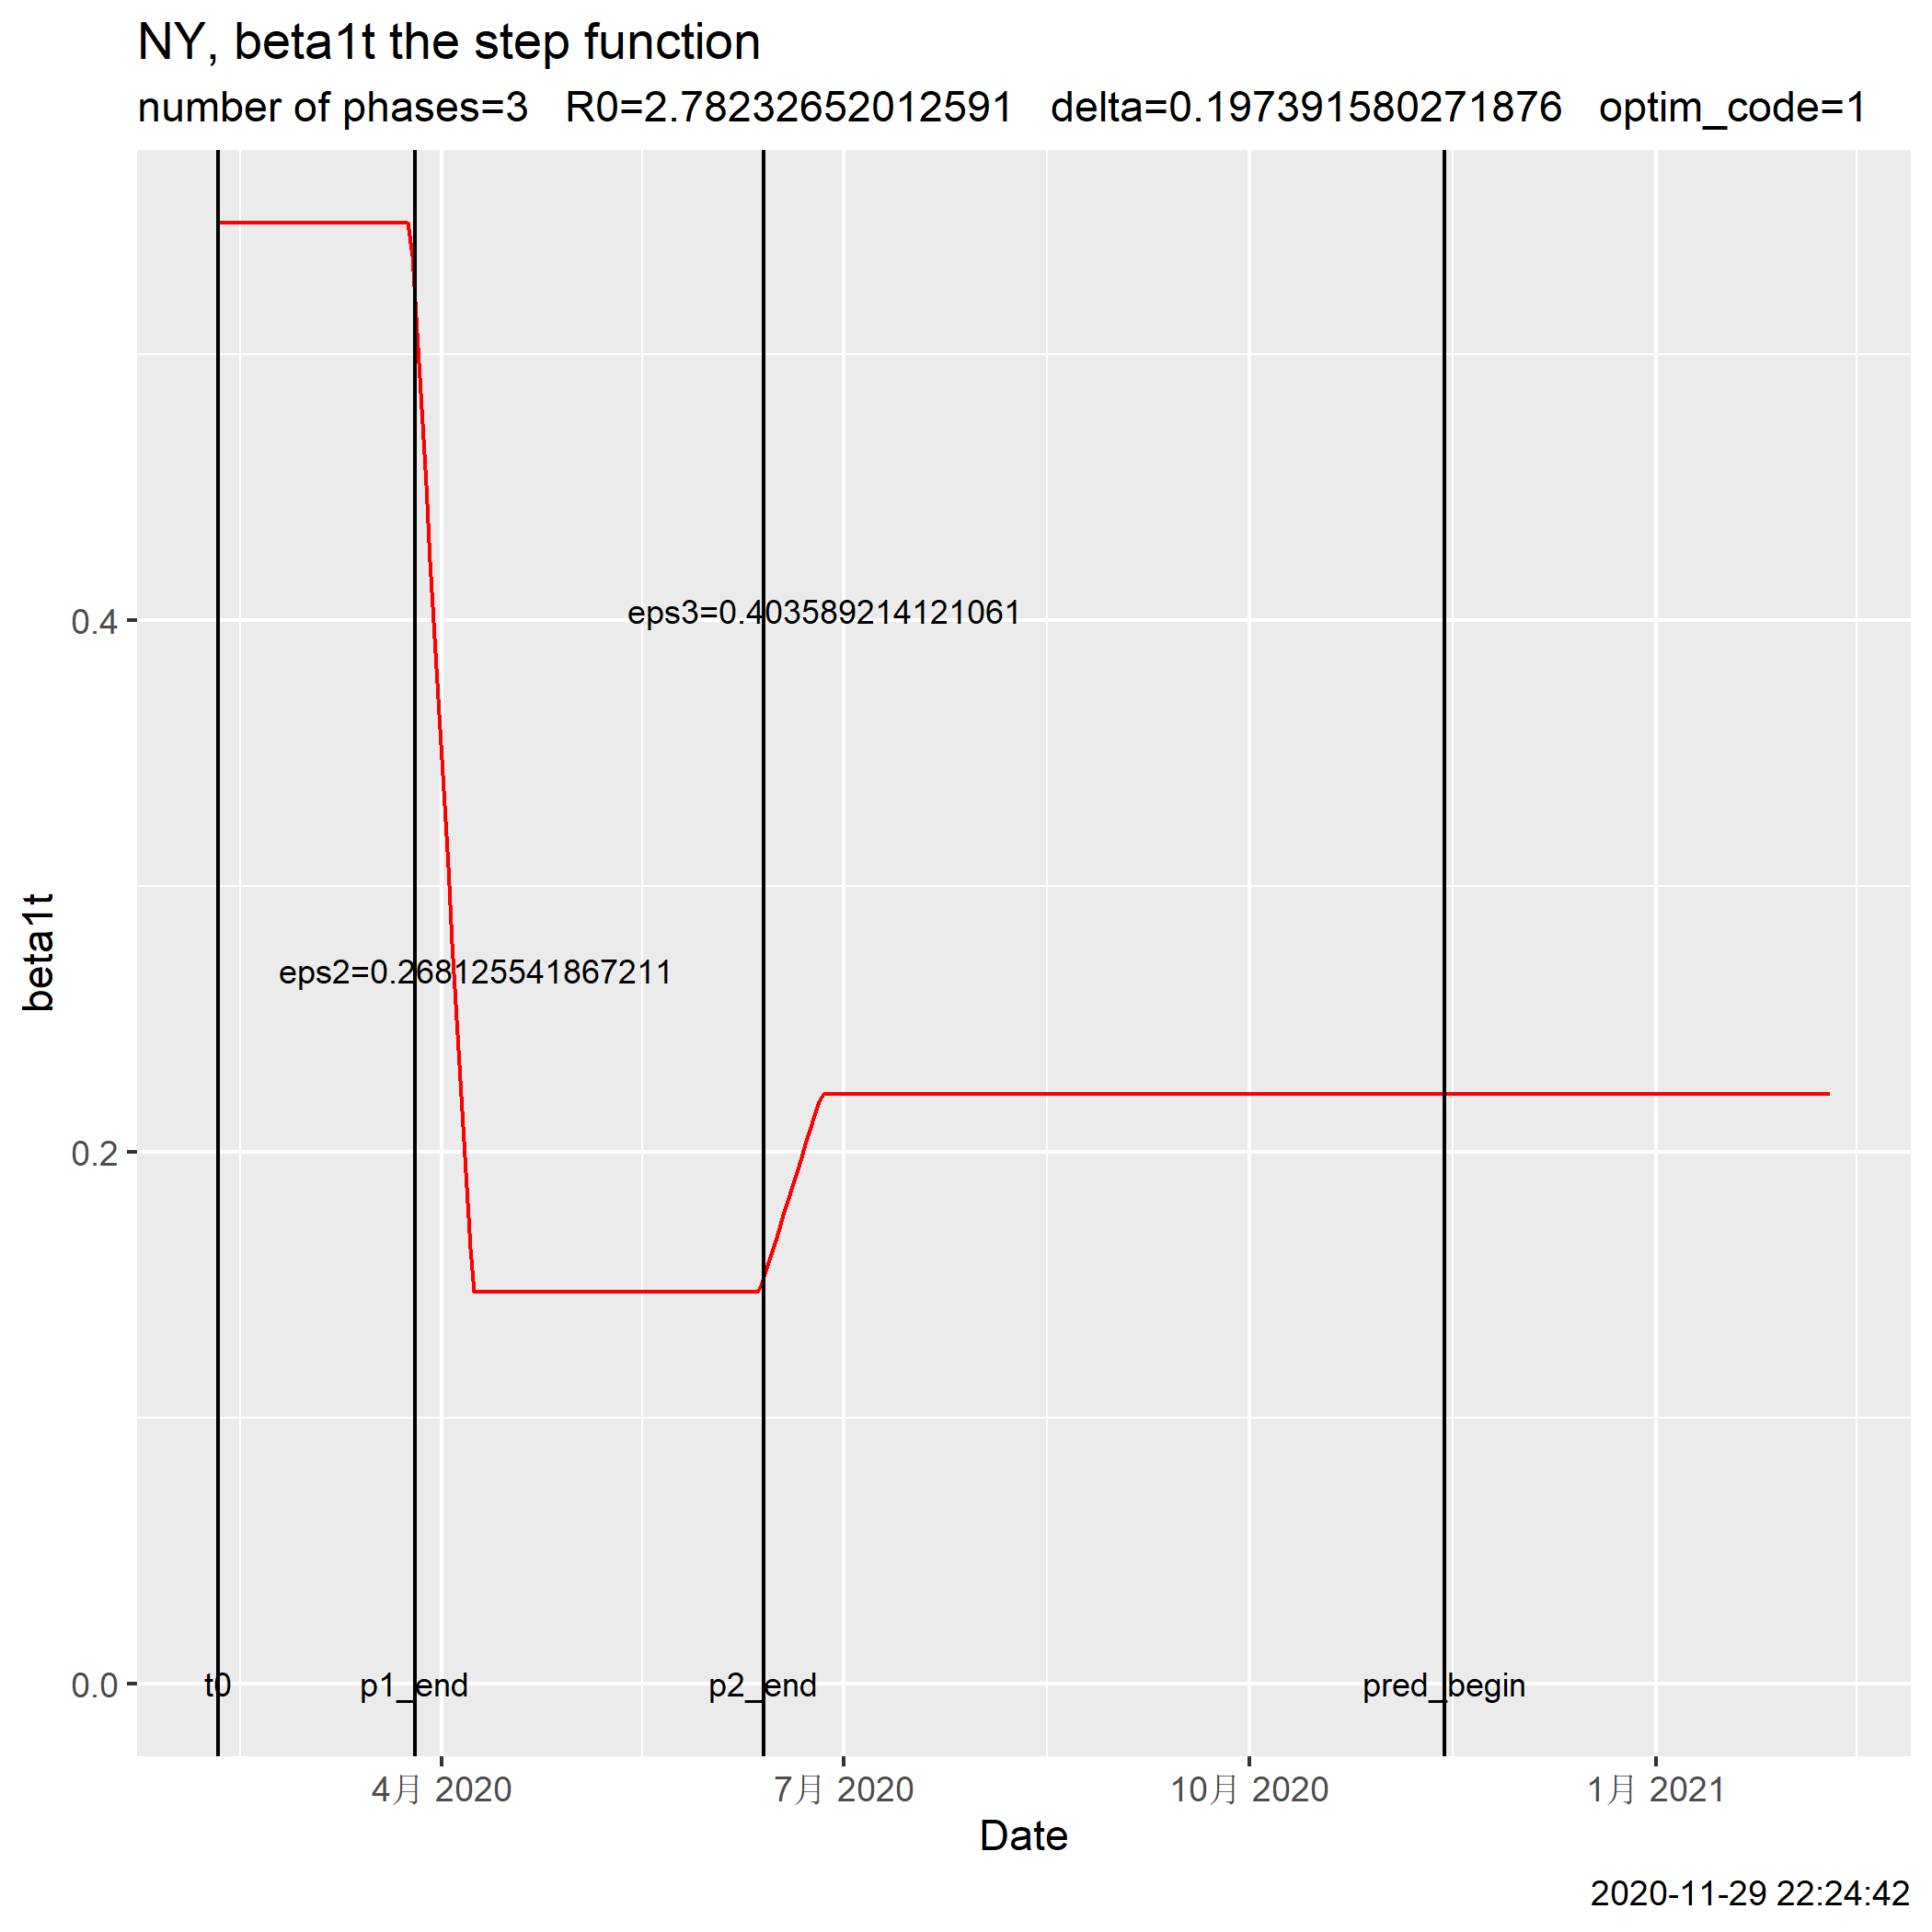 NY, beta1t the step function
number of phases=3 R0=2.78232652012591 delta=0.197391580271876 optim_code=1
beta1t
0.4
0.2
0.0
eps3=0.403589214121061
eps2=0.268125541867211
t0 p1_end p2_end pred_begin
4月 2020 7月 2020 10月 2020 1月 2021
Date
2020-11-29 22:24:42